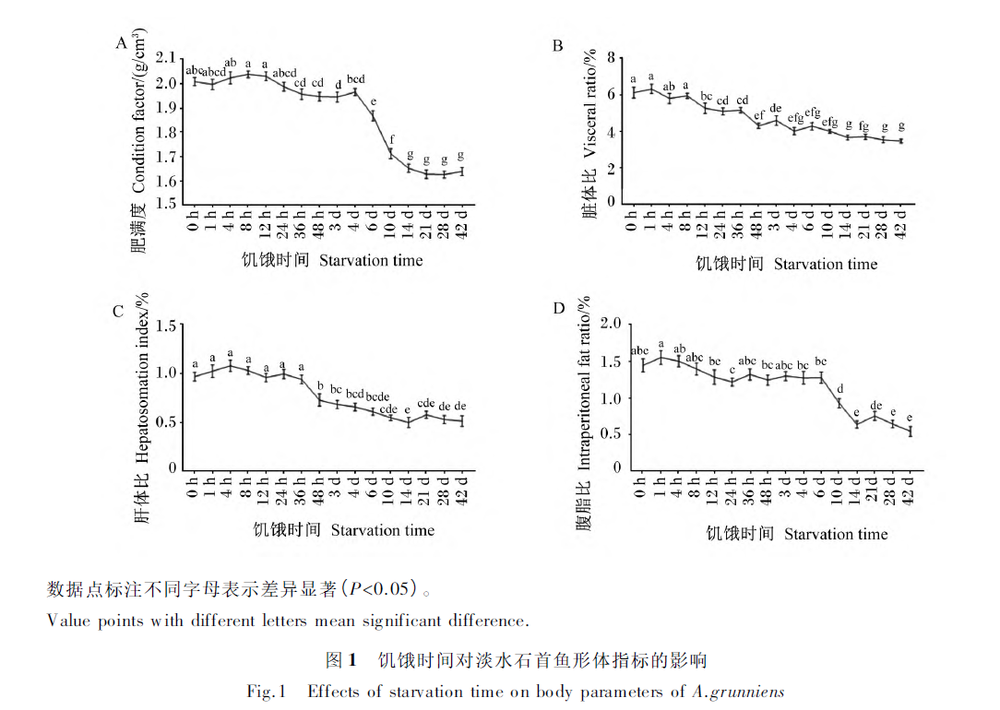 A
肥满度 Condition factor/(g/cm³)
2.1
2.0
1.9
1.8
1.7
1.6
1.5
abc abcd ab a a abcd cd cd d bcd e f g g g g
0 h 1 h 4 h 8 h 12 h 24 h 36 h 48 h 3 d 4 d 6 d 10 d 14 d 21 d 28 d 42 d
饥饿时间 Starvation time
B
脏体比 Visceral ratio/%
8
6
4
2
0
a a ab a bc cd cd ef de efg efg efg g fg g g
0 h 1 h 4 h 8 h 12 h 24 h 36 h 48 h 3 d 4 d 6 d 10 d 14 d 21 d 28 d 42 d
饥饿时间 Starvation time
C
肝体比 Hepatosomation index/%
1.5
1.0
0.5
0
a a a a a a a b bc bcd bcde cde e cde de de
0 h 1 h 4 h 8 h 12 h 24 h 36 h 48 h 3 d 4 d 6 d 10 d 14 d 21 d 28 d 42 d
饥饿时间 Starvation time
D
腹脂比 Intraperitoneal fat ratio/%
2.0
1.5
1.0
0.5
0
abc a ab abc bc c abc bc abc bc bc d e de e e
0 h 1 h 4 h 8 h 12 h 24 h 36 h 48 h 3 d 4 d 6 d 10 d 14 d 21 d 28 d 42 d
饥饿时间 Starvation time
数据点标注不同字母表示差异显著(P<0.05)。
Value points with different letters mean significant difference.
图1 饥饿时间对淡水石首鱼形体指标的影响
Fig.1 Effects of starvation time on body parameters of A.grunniens